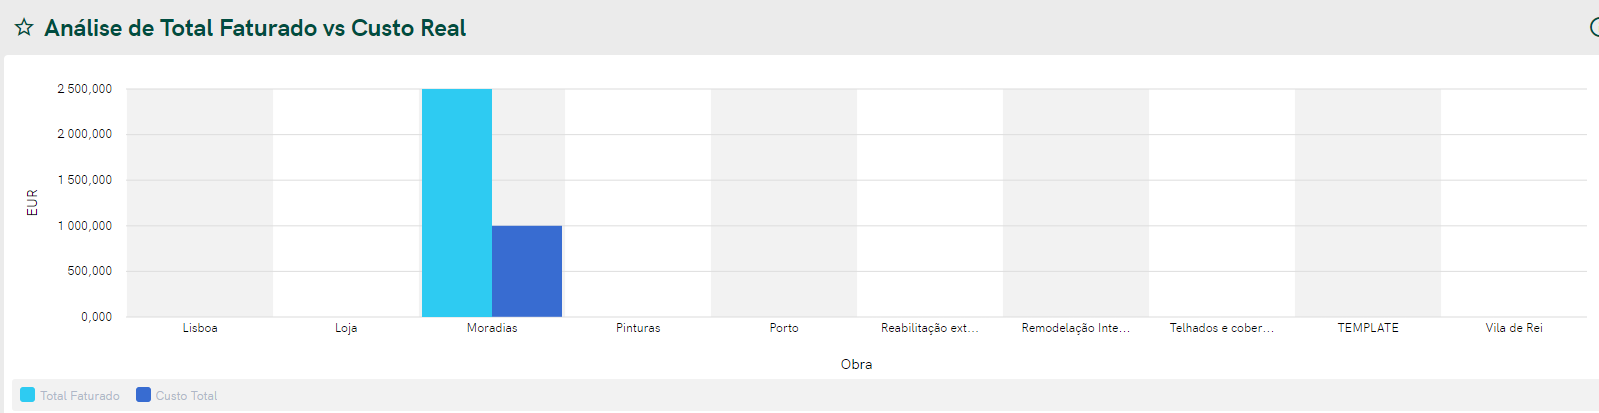 Análise de Total Faturado vs Custo Real
2 500,000
2 000,000
1 500,000
1 000,000
500,000
0,000
EUR
Lisboa
Loja
Moradias
Pinturas
Porto
Reabilitação ext...
Remodelação Inte...
Telhados e cober...
TEMPLATE
Vila de Rei
Obra
Total Faturado
Custo Total